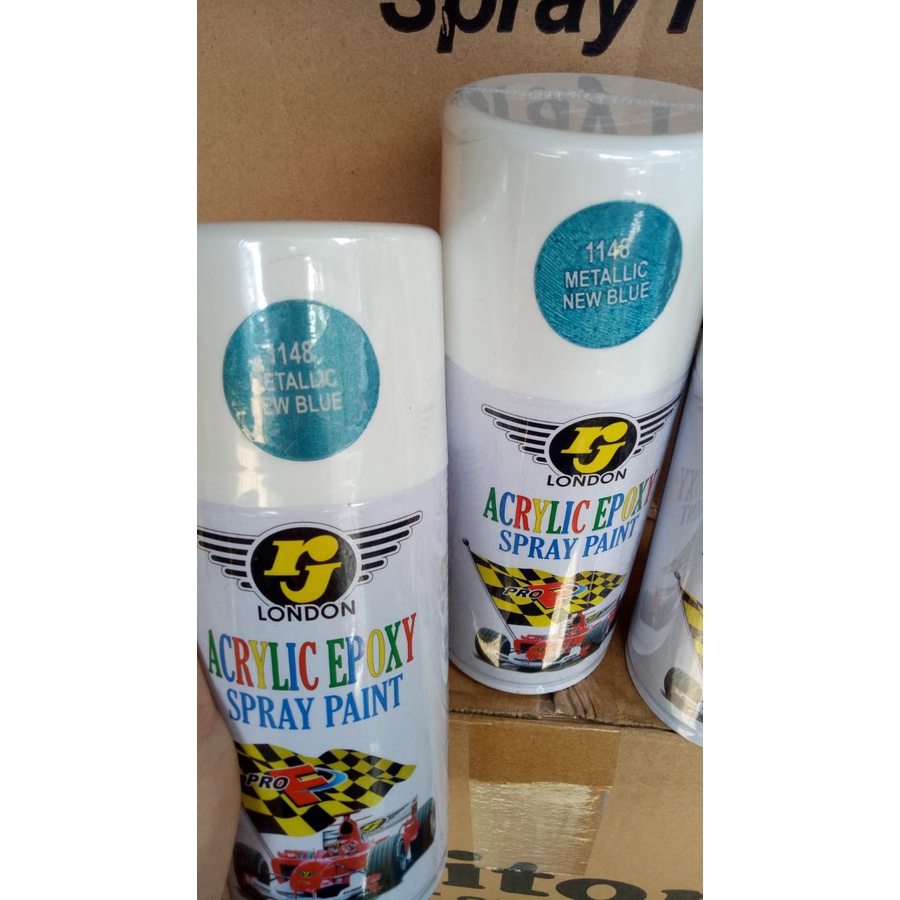 Spray
1148
METALLIC
NEW BLUE
rj
LONDON
ACRYLIC EPOXY
SPRAY PAINT
PRO E
1148
METALLIC
NEW BLUE
rj
LONDON
ACRYLIC EPOXY
SPRAY PAINT
PRO E